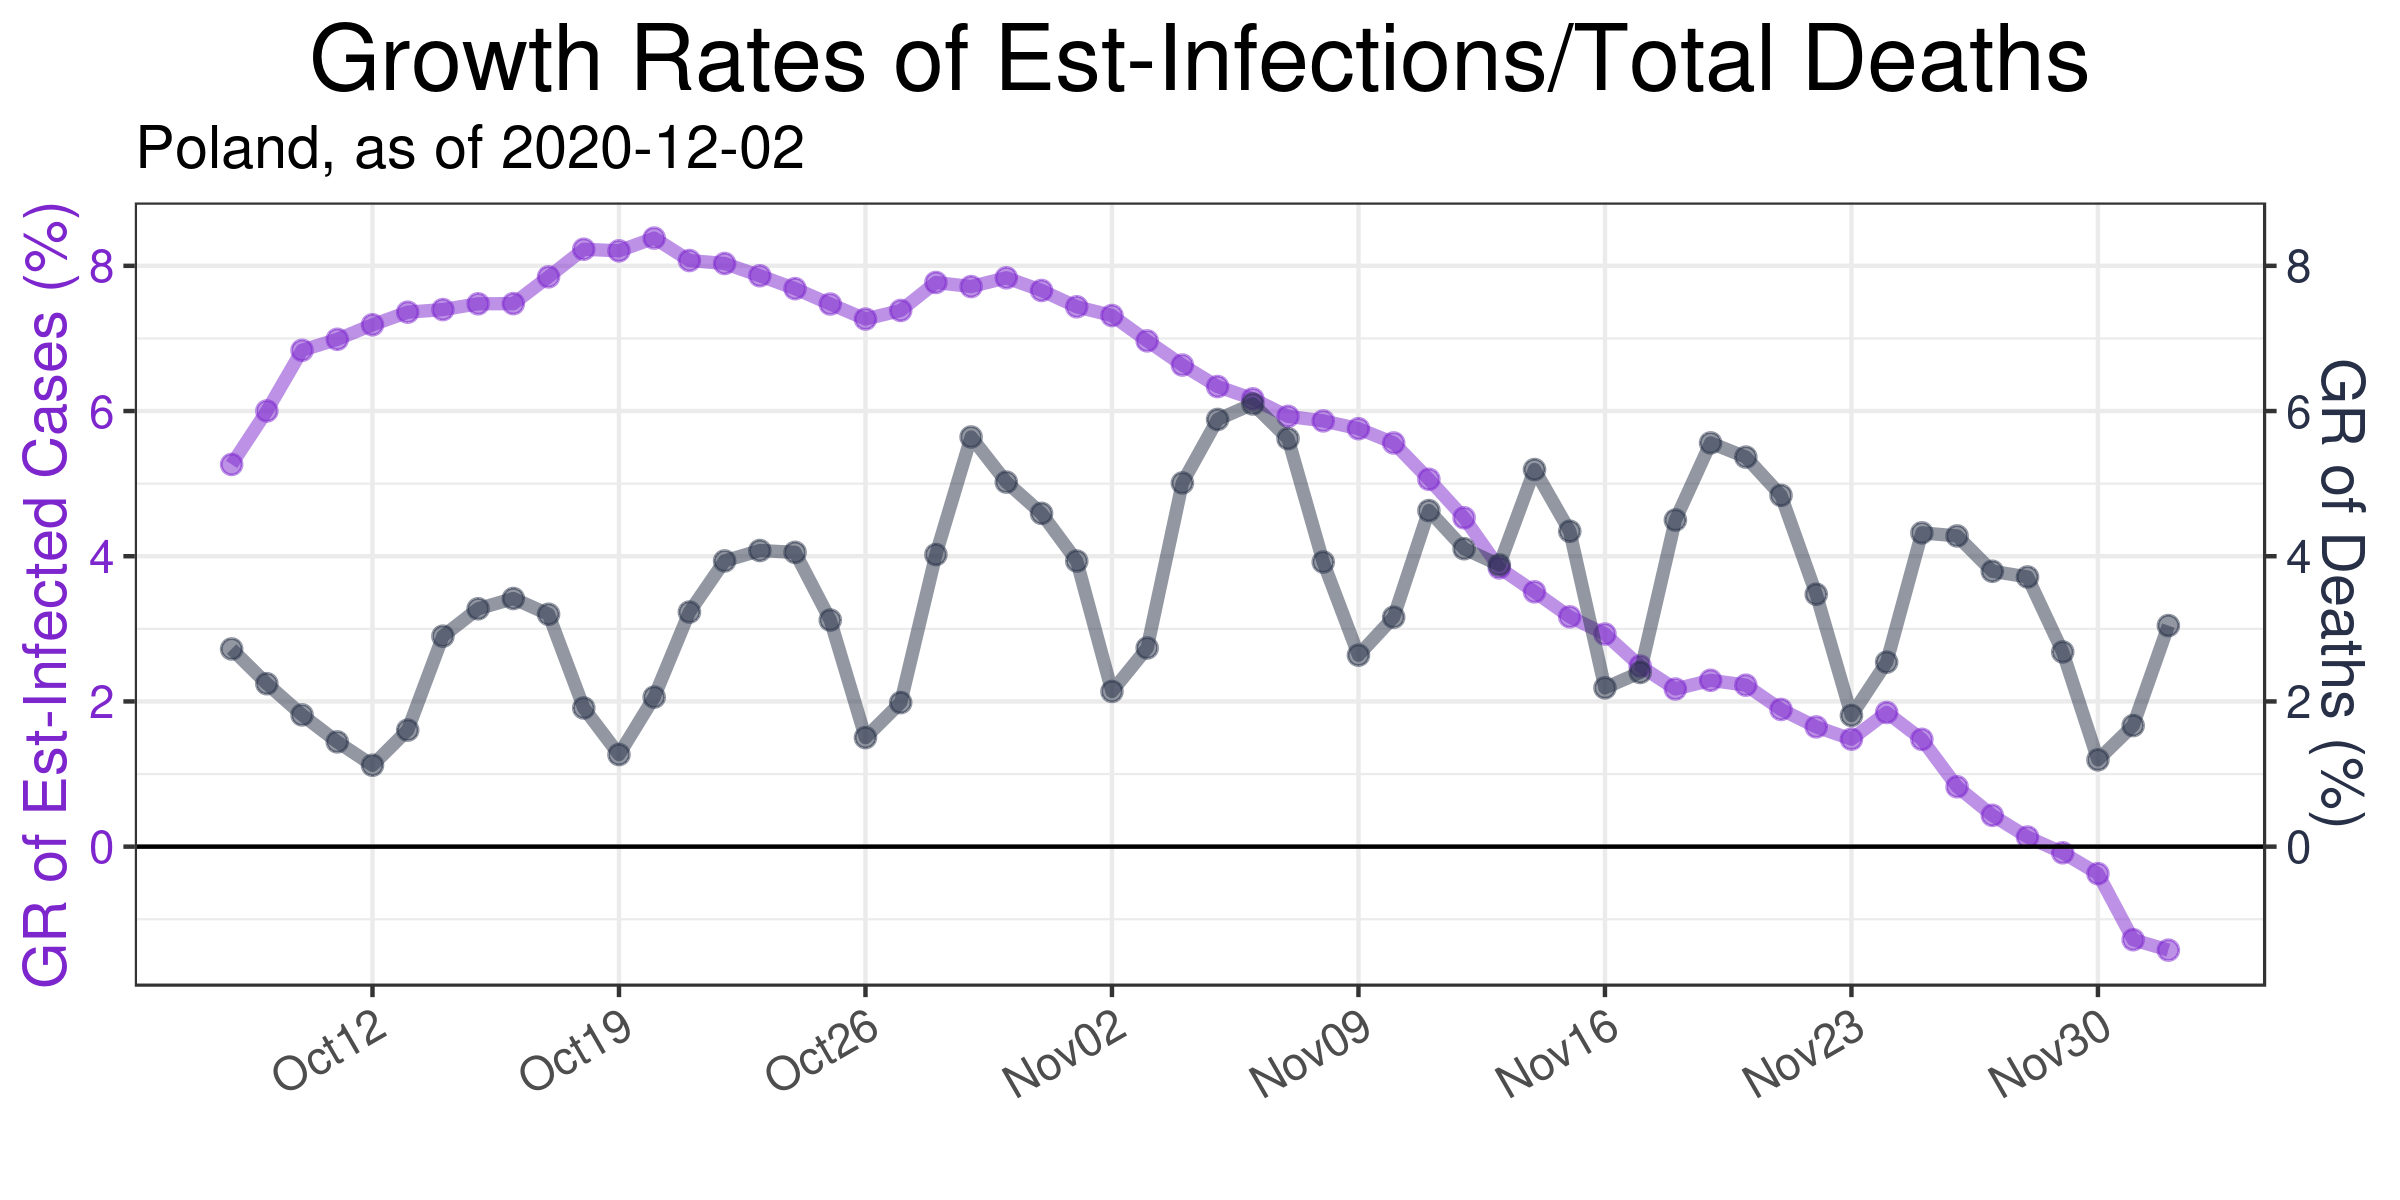 Growth Rates of Est-Infections/Total Deaths
Poland, as of 2020-12-02
GR of Est-Infected Cases (%)
8
6
4
2
0
8
6
4
2
0
GR of Deaths (%)
Oct12
Oct19
Oct26
Nov02
Nov09
Nov16
Nov23
Nov30